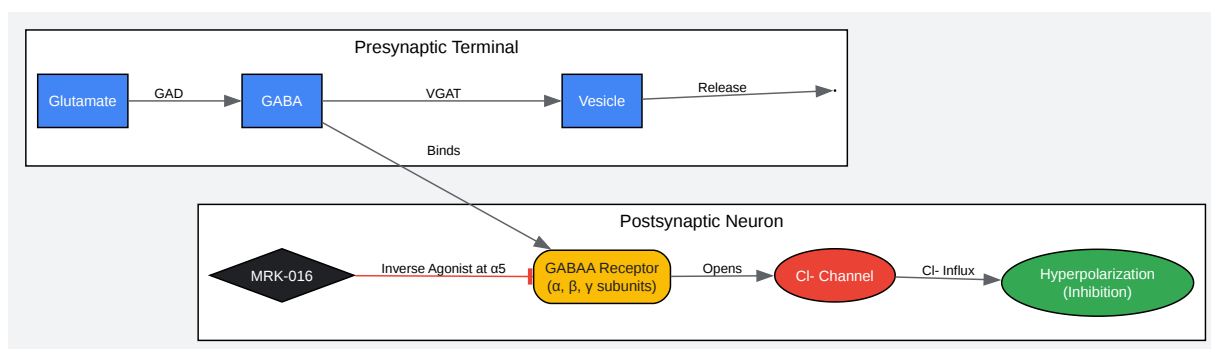 Presynaptic Terminal
Glutamate
GAD
GABA
VGAT
Vesicle
Release
Binds
Postsynaptic Neuron
MRK-016
Inverse Agonist at α5
GABAA Receptor
(α, β, γ subunits)
Opens
Cl- Channel
Cl- Influx
Hyperpolarization
(Inhibition)